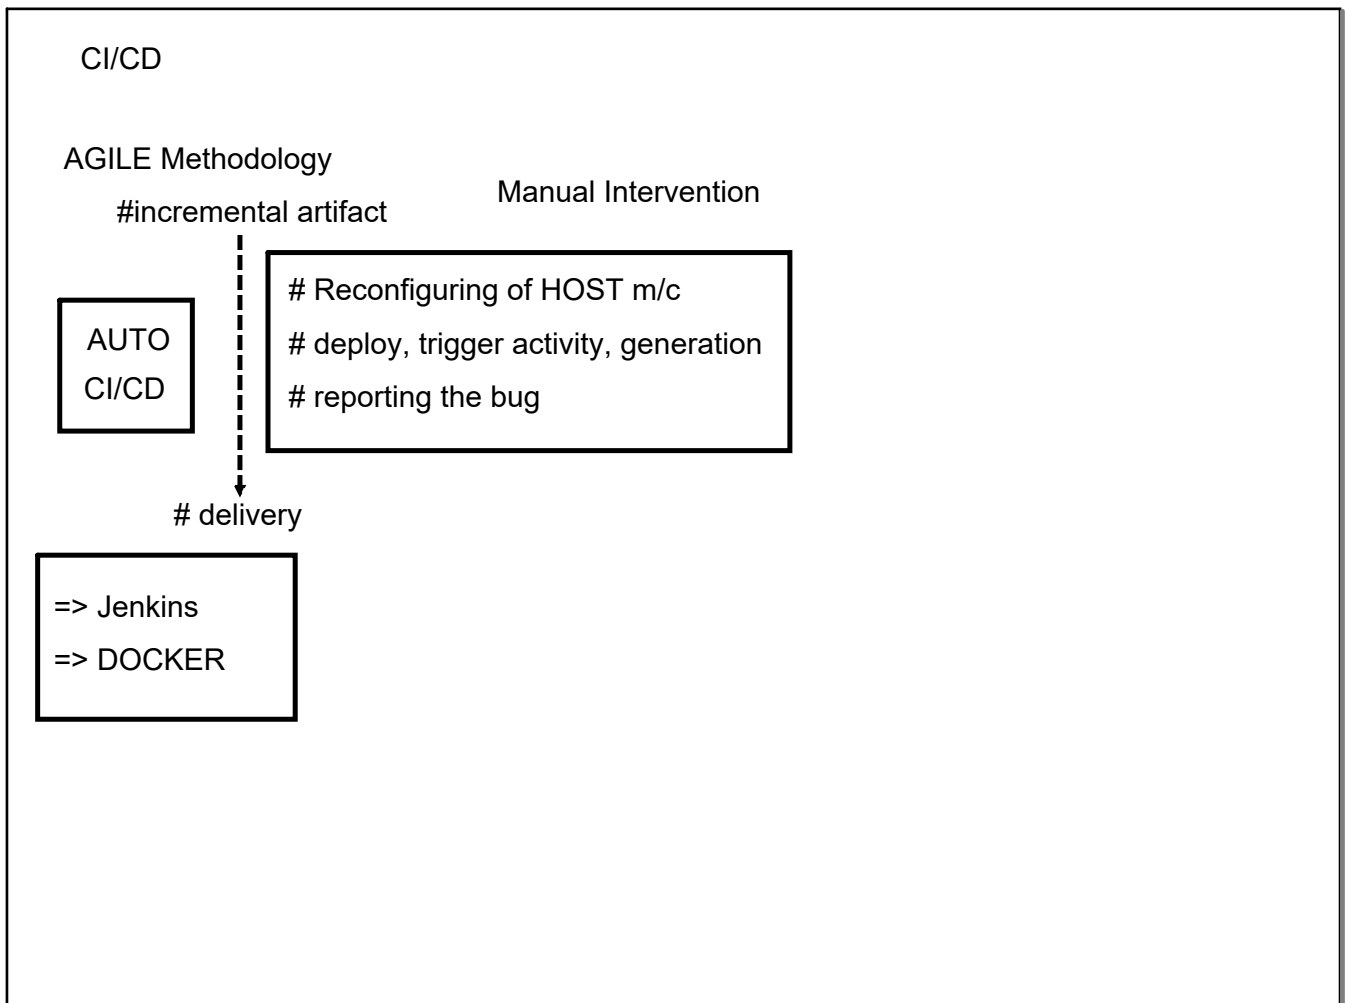 CI/CD
AGILE Methodology
#incremental artifact
Manual Intervention
# Reconfiguring of HOST m/c
# deploy, trigger activity, generation
# reporting the bug
AUTO
CI/CD
# delivery
=> Jenkins
=> DOCKER